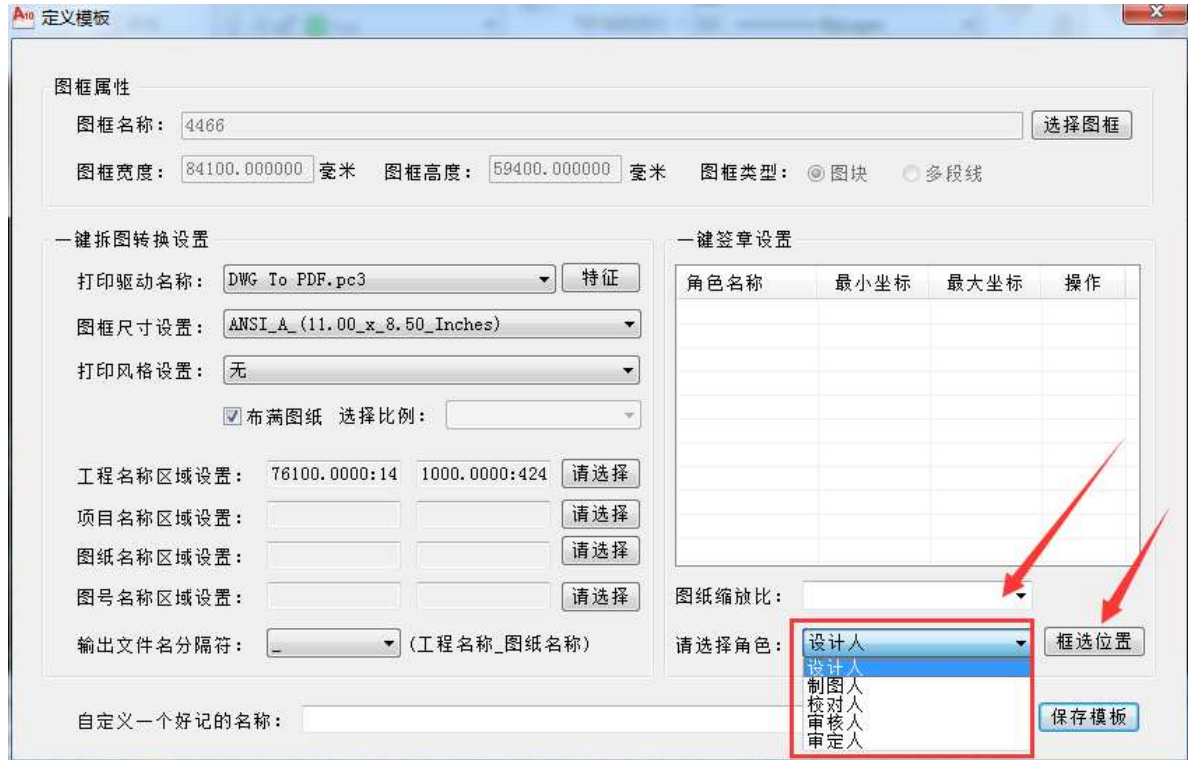 A10 定义模板
图框属性
图框名称： 4466 选择图框
图框宽度： 84100.000000 毫米 图框高度： 59400.000000 毫米 图框类型： 图块 多段线
一键拆图转换设置
打印驱动名称： DWG To PDF.pc3 特征
图框尺寸设置： ANSI_A_(11.00_x_8.50_Inches)
打印风格设置： 无
布满图纸 选择比例：
工程名称区域设置： 76100.0000:14 1000.0000:424 请选择
项目名称区域设置： 请选择
图纸名称区域设置： 请选择
图号名称区域设置： 请选择
输出文件名分隔符： _ (工程名称_图纸名称)
一键签章设置
角色名称 最小坐标 最大坐标 操作
图纸缩放比：
请选择角色： 设计人 框选位置
设计人
制图人
校对人
审核人
审定人
自定义一个好记的名称： 保存模板